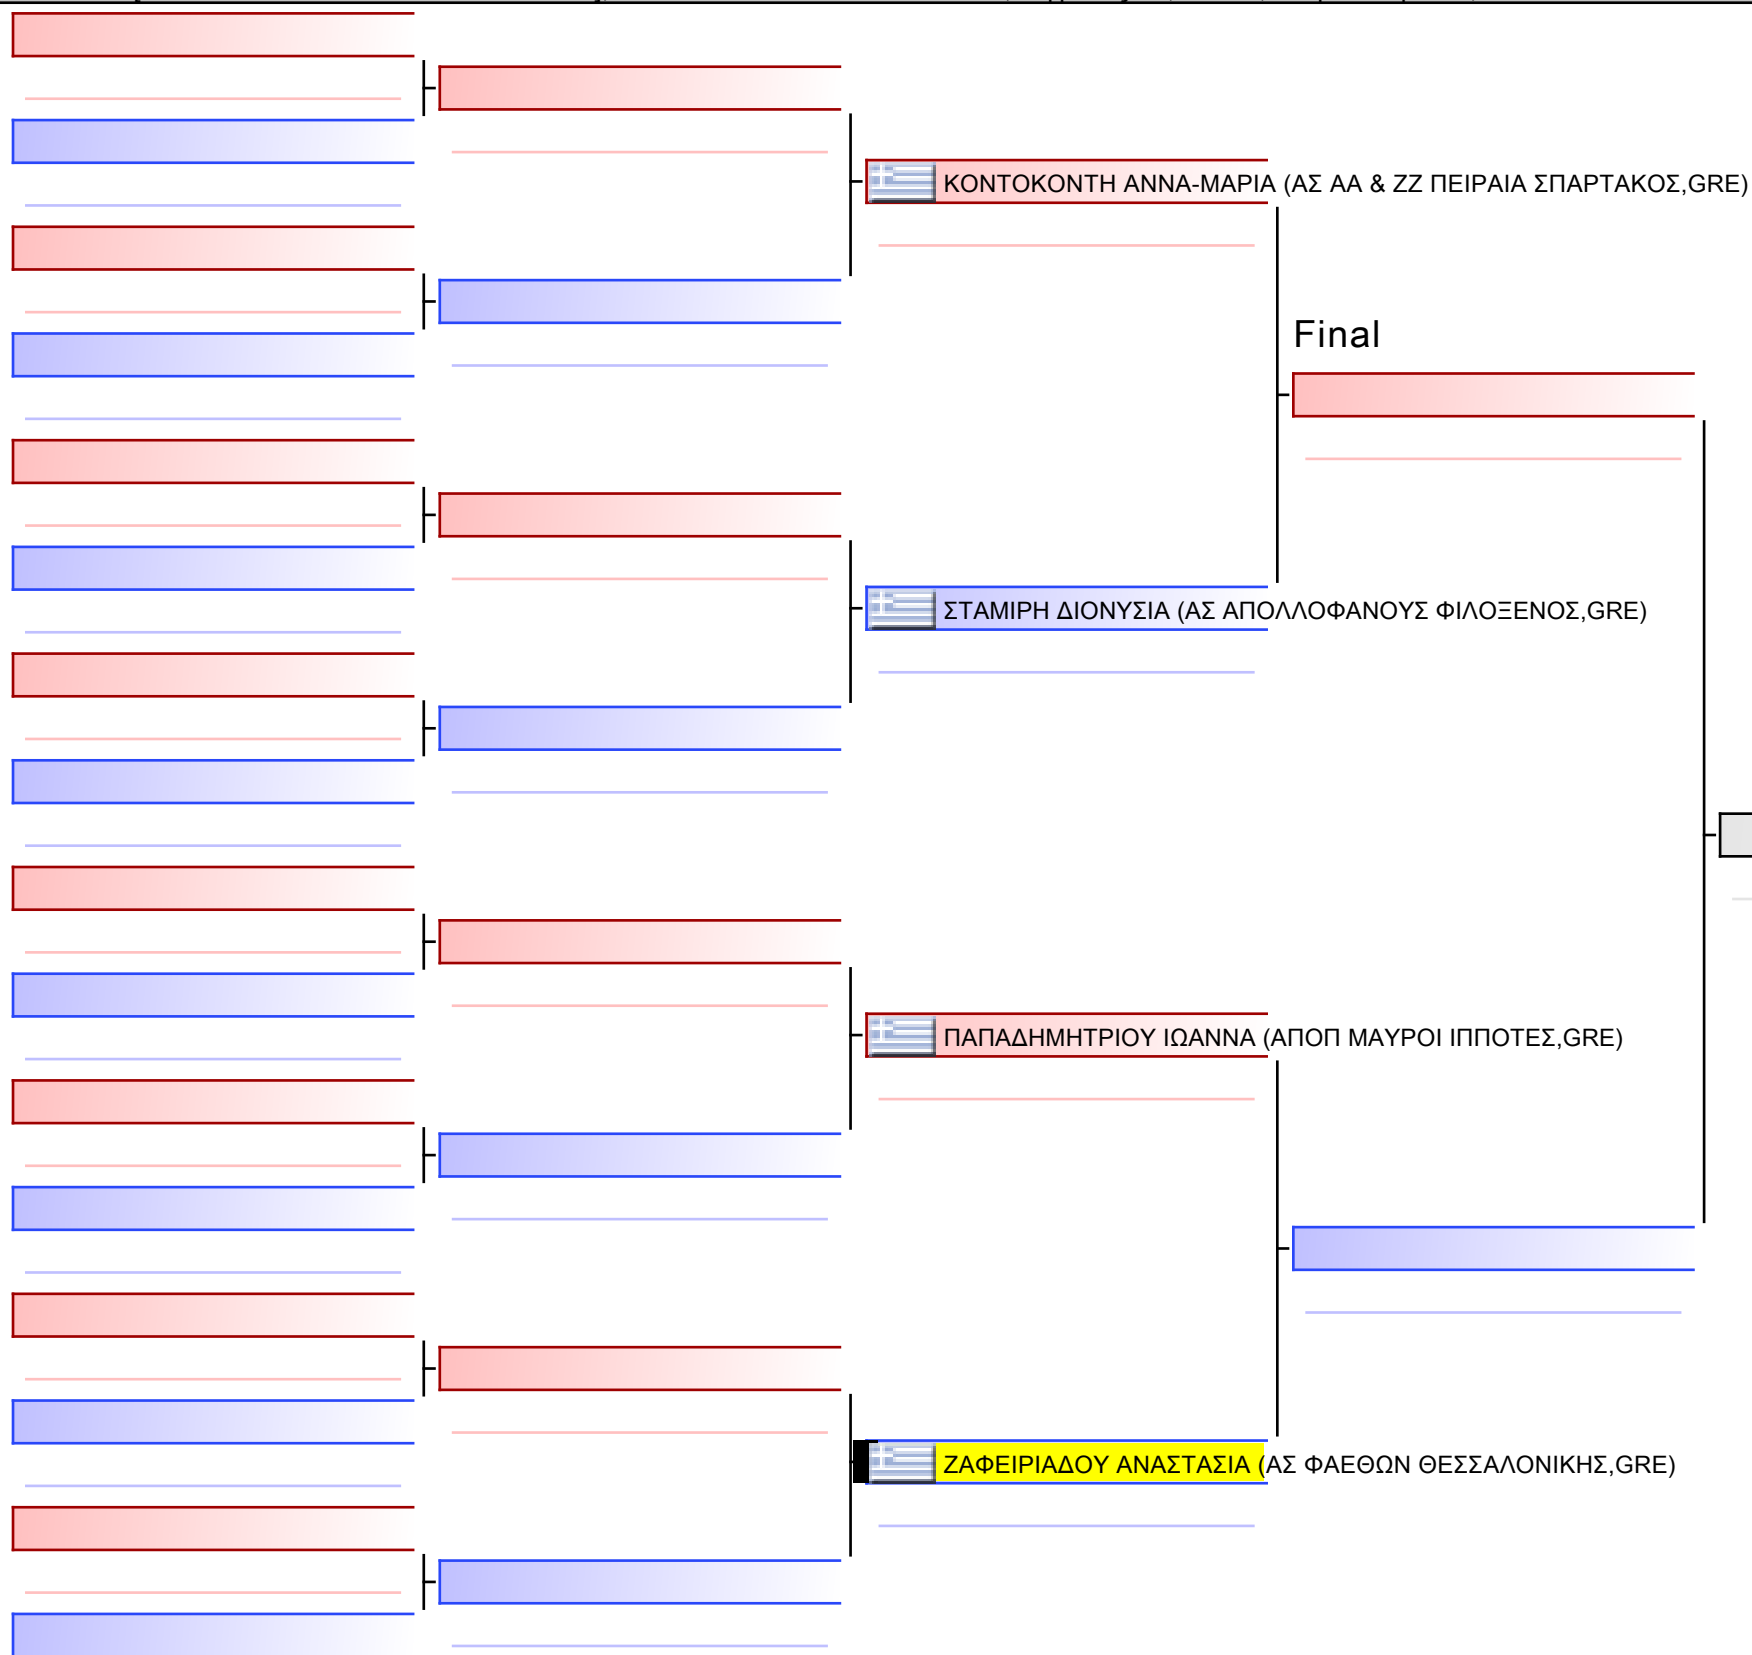 ΚΟΝΤΟΚΟΝΤΗ ΑΝΝΑ-ΜΑΡΙΑ (ΑΣ ΑΑ & ΖΖ ΠΕΙΡΑΙΑ ΣΠΑΡΤΑΚΟΣ,GRE)
Final
ΣΤΑΜΙΡΗ ΔΙΟΝΥΣΙΑ (ΑΣ ΑΠΟΛΛΟΦΑΝΟΥΣ ΦΙΛΟΞΕΝΟΣ,GRE)
ΠΑΠΑΔΗΜΗΤΡΙΟΥ ΙΩΑΝΝΑ (ΑΠΟΠ ΜΑΥΡΟΙ ΙΠΠΟΤΕΣ,GRE)
ΖΑΦΕΙΡΙΑΔΟΥ ΑΝΑΣΤΑΣΙΑ (ΑΣ ΦΑΕΘΩΝ ΘΕΣΣΑΛΟΝΙΚΗΣ,GRE)